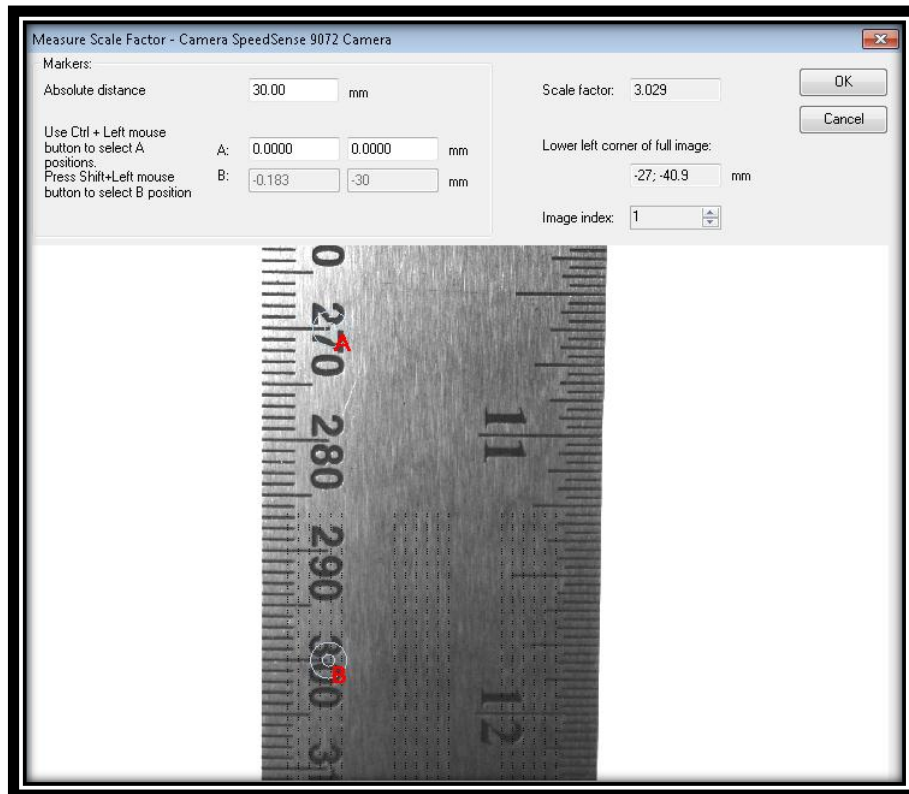 Measure Scale Factor - Camera SpeedSense 9072 Camera
Markers:
Absolute distance 30.00 mm
Scale factor: 3.029
OK
Cancel
Use Ctrl + Left mouse
button to select A
positions.
Press Shift+Left mouse
button to select B position
A: 0.0000 0.0000 mm
B: -0.183 -30 mm
Lower left corner of full image:
-27; -40.9 mm
Image index: 1
0
270
A
280
11
290
300
B
12
31